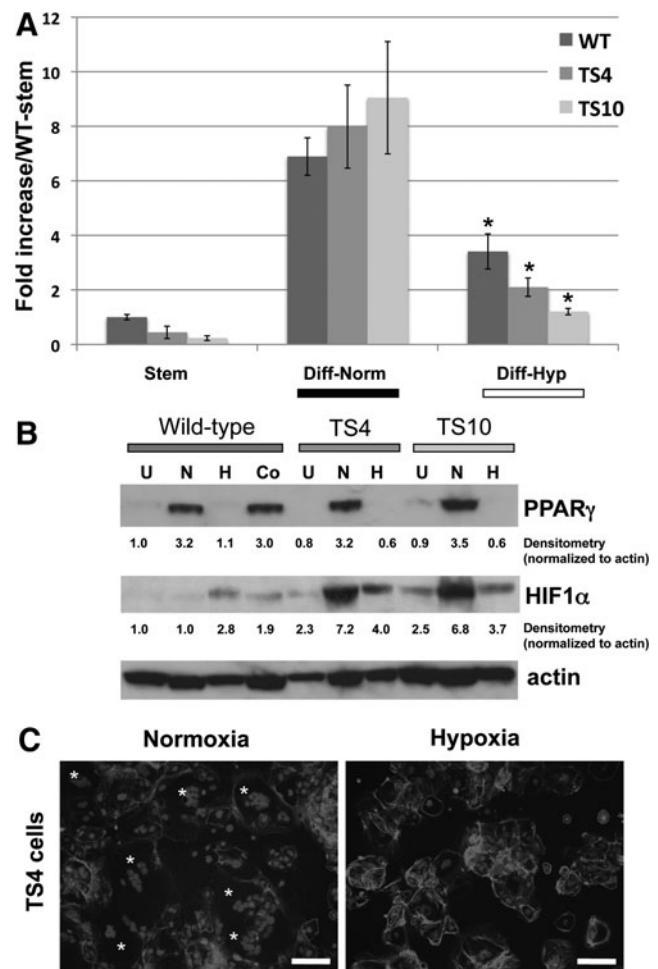 A
Fold increase/WT-stem
12
10
8
6
4
2
0
WT
TS4
TS10
* * *
Stem Diff-Norm Diff-Hyp
B
Wild-type TS4 TS10
U N H Co U N H U N H
PPARγ
1.0 3.2 1.1 3.0 0.8 3.2 0.6 0.9 3.5 0.6 Densitometry
(normalized to actin)
HIF1α
1.0 1.0 2.8 1.9 2.3 7.2 4.0 2.5 6.8 3.7 Densitometry
(normalized to actin)
actin
C
Normoxia Hypoxia
TS4 cells
* * *
* *
* *